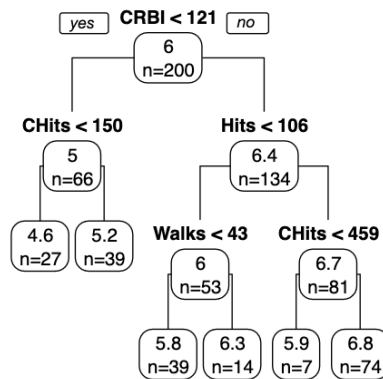 CRBI < 121
yes
no
6
n=200
CHits < 150
Hits < 106
5
n=66
6.4
n=134
4.6
n=27
5.2
n=39
Walks < 43
CHits < 459
6
n=53
6.7
n=81
5.8
n=39
6.3
n=14
5.9
n=7
6.8
n=74